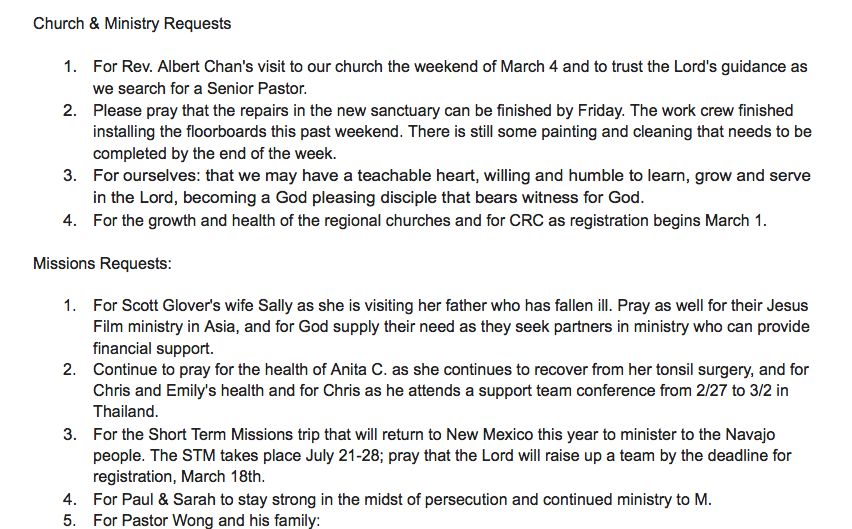 Church & Ministry Requests
1. For Rev. Albert Chan's visit to our church the weekend of March 4 and to trust the Lord's guidance as
we search for a Senior Pastor.
2. Please pray that the repairs in the new sanctuary can be finished by Friday. The work crew finished
installing the floorboards this past weekend. There is still some painting and cleaning that needs to be
completed by the end of the week.
3. For ourselves: that we may have a teachable heart, willing and humble to learn, grow and serve
in the Lord, becoming a God pleasing disciple that bears witness for God.
4. For the growth and health of the regional churches and for CRC as registration begins March 1.
Missions Requests:
1. For Scott Glover's wife Sally as she is visiting her father who has fallen ill. Pray as well for their Jesus
Film ministry in Asia, and for God supply their need as they seek partners in ministry who can provide
financial support.
2. Continue to pray for the health of Anita C. as she continues to recover from her tonsil surgery, and for
Chris and Emily's health and for Chris as he attends a support team conference from 2/27 to 3/2 in
Thailand.
3. For the Short Term Missions trip that will return to New Mexico this year to minister to the Navajo
people. The STM takes place July 21-28; pray that the Lord will raise up a team by the deadline for
registration, March 18th.
4. For Paul & Sarah to stay strong in the midst of persecution and continued ministry to M.
5. For Pastor Wong and his family: